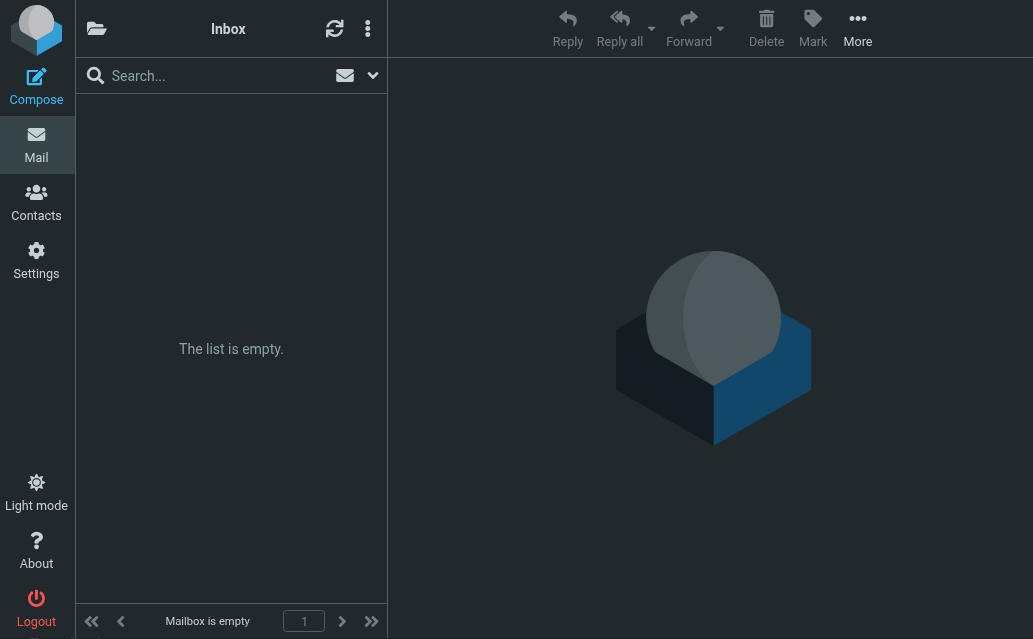 Compose
Mail
Contacts
Settings
Light mode
About
Logout
Inbox
Search...
The list is empty.
Mailbox is empty
1
Reply
Reply all
Forward
Delete
Mark
More